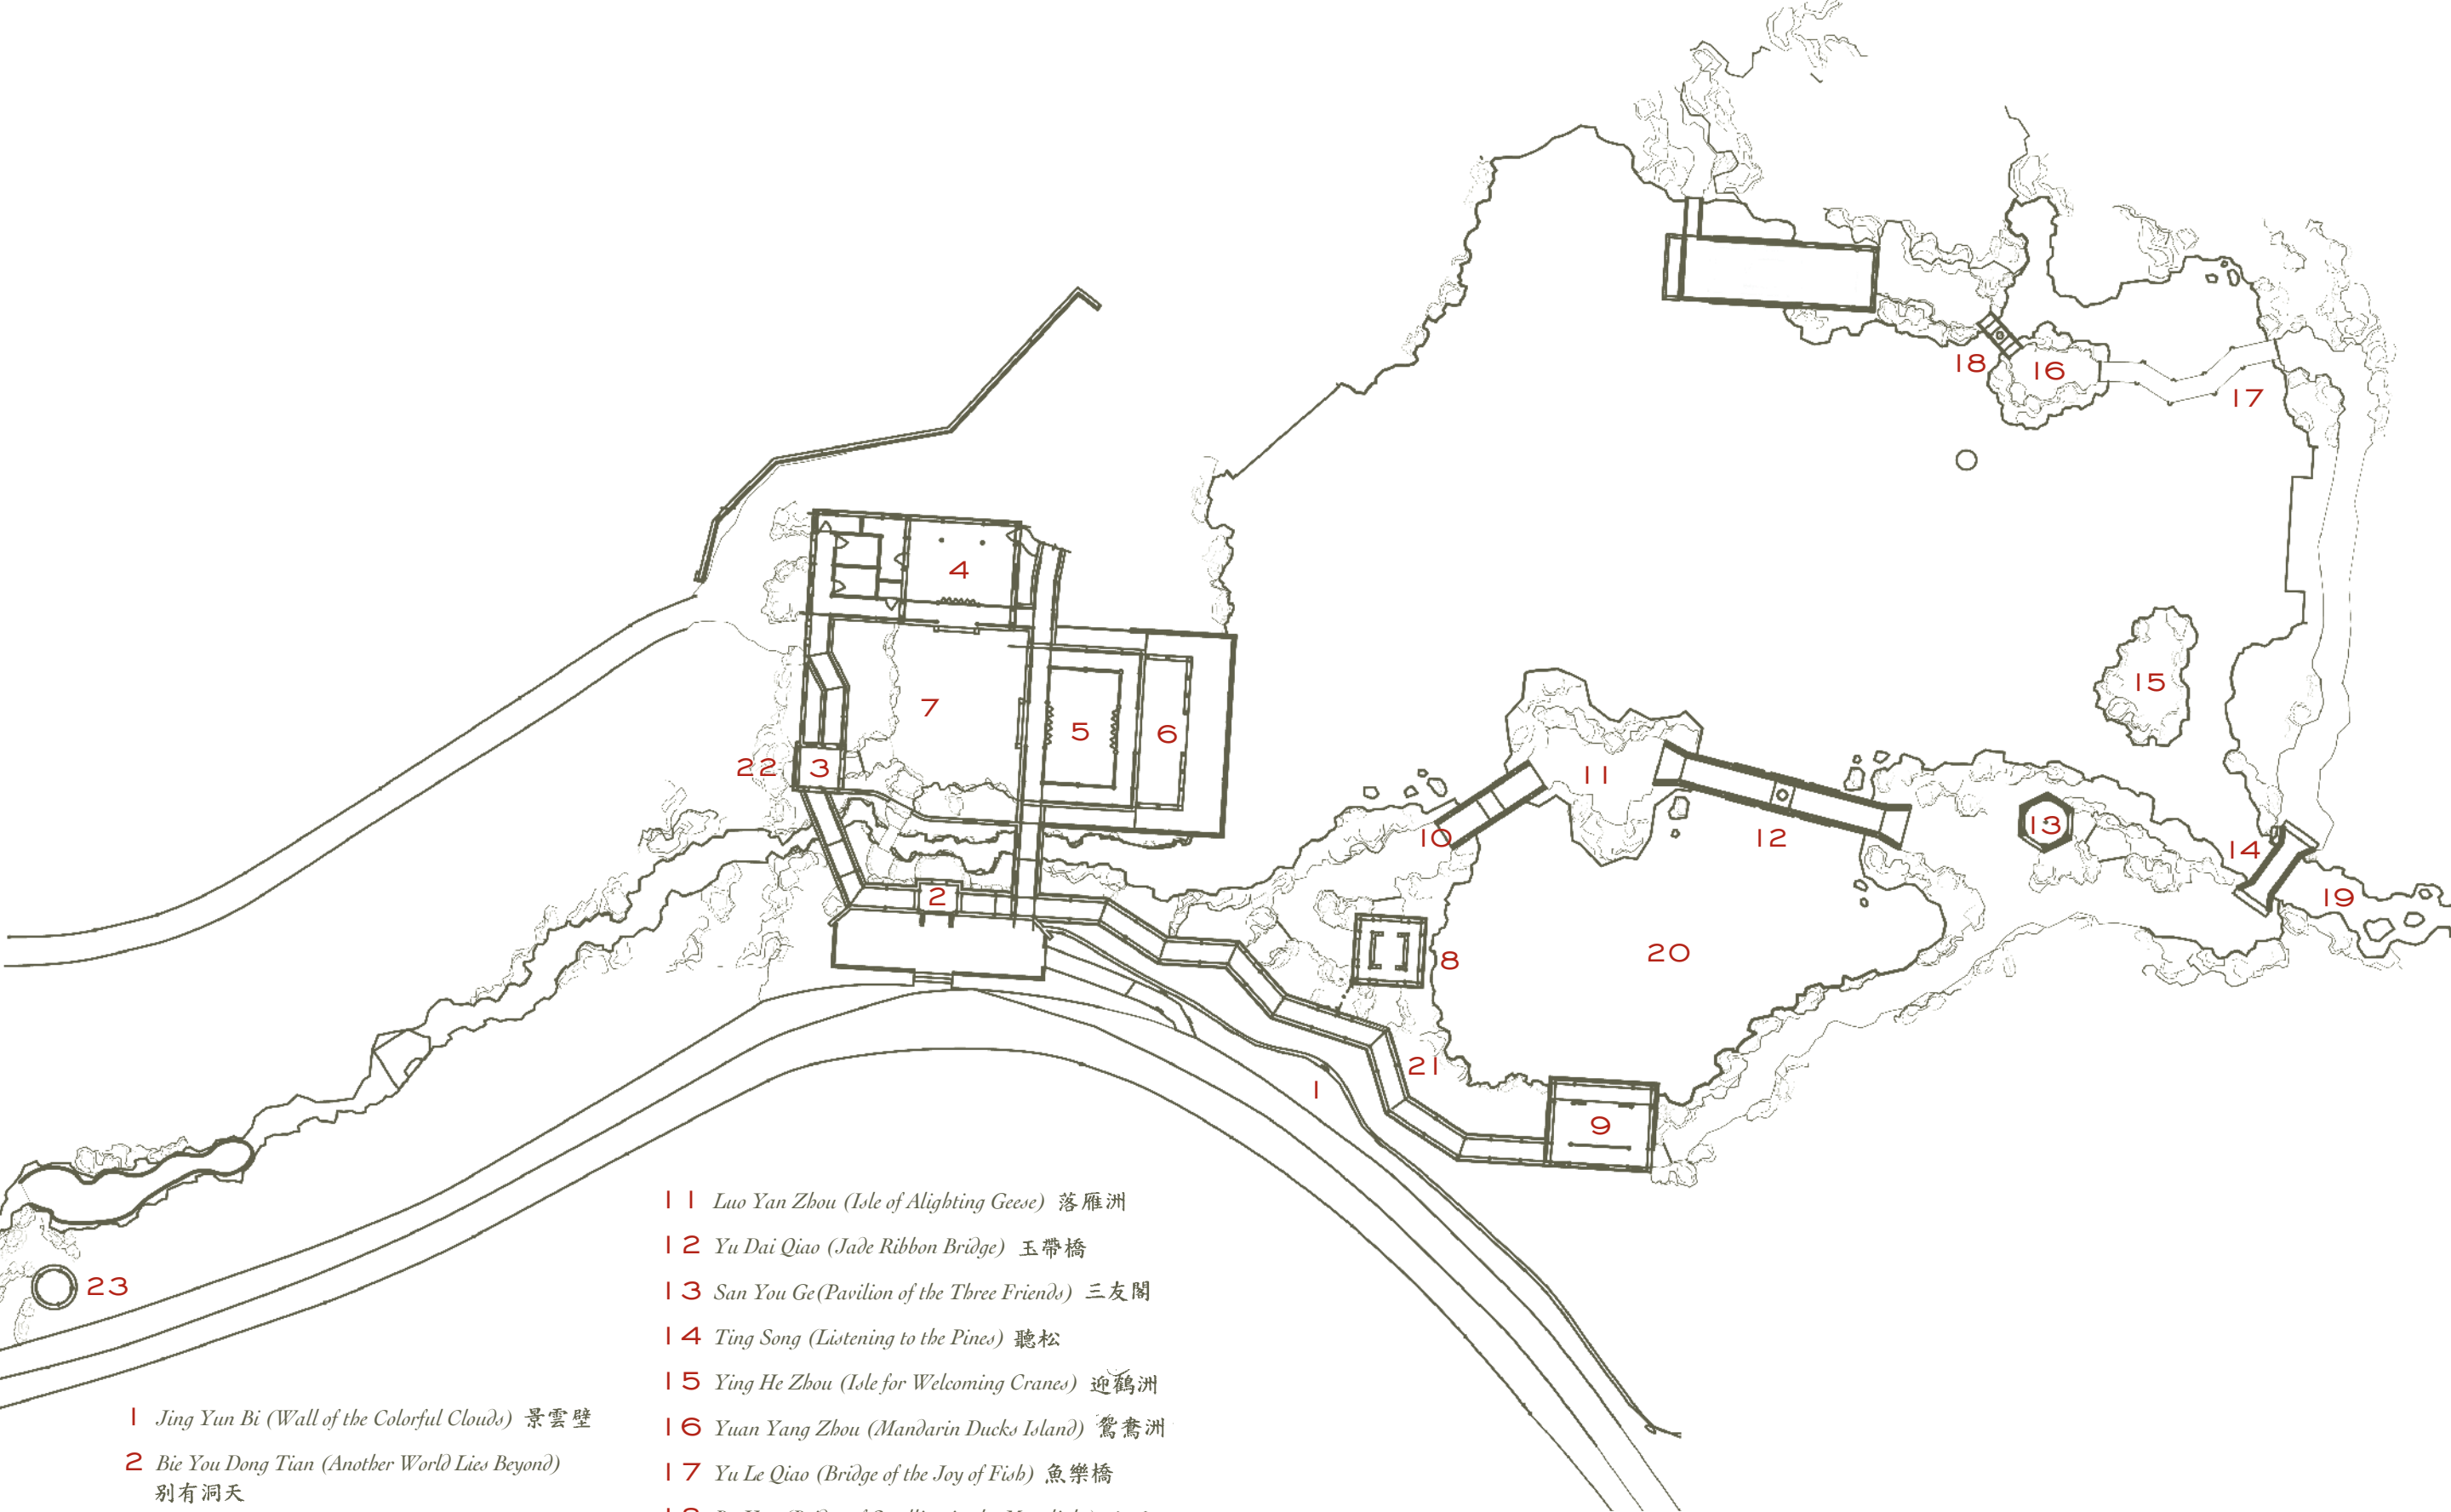 18
16
17
4
15
7
5
6
22
3
11
10
12
13
14
2
19
8
20
21
1
9
23
11 Luo Yan Zhou (Isle of Alighting Geese) 落雁洲
12 Yu Dai Qiao (Jade Ribbon Bridge) 玉帶橋
13 San You Ge(Pavilion of the Three Friends) 三友閣
14 Ting Song (Listening to the Pines) 聽松
15 Ying He Zhou (Isle for Welcoming Cranes) 迎鶴洲
16 Yuan Yang Zhou (Mandarin Ducks Island) 鴛鴦洲
17 Yu Le Qiao (Bridge of the Joy of Fish) 魚樂橋
1 Jing Yun Bi (Wall of the Colorful Clouds) 景雲壁
2 Bie You Dong Tian (Another World Lies Beyond)
别有洞天